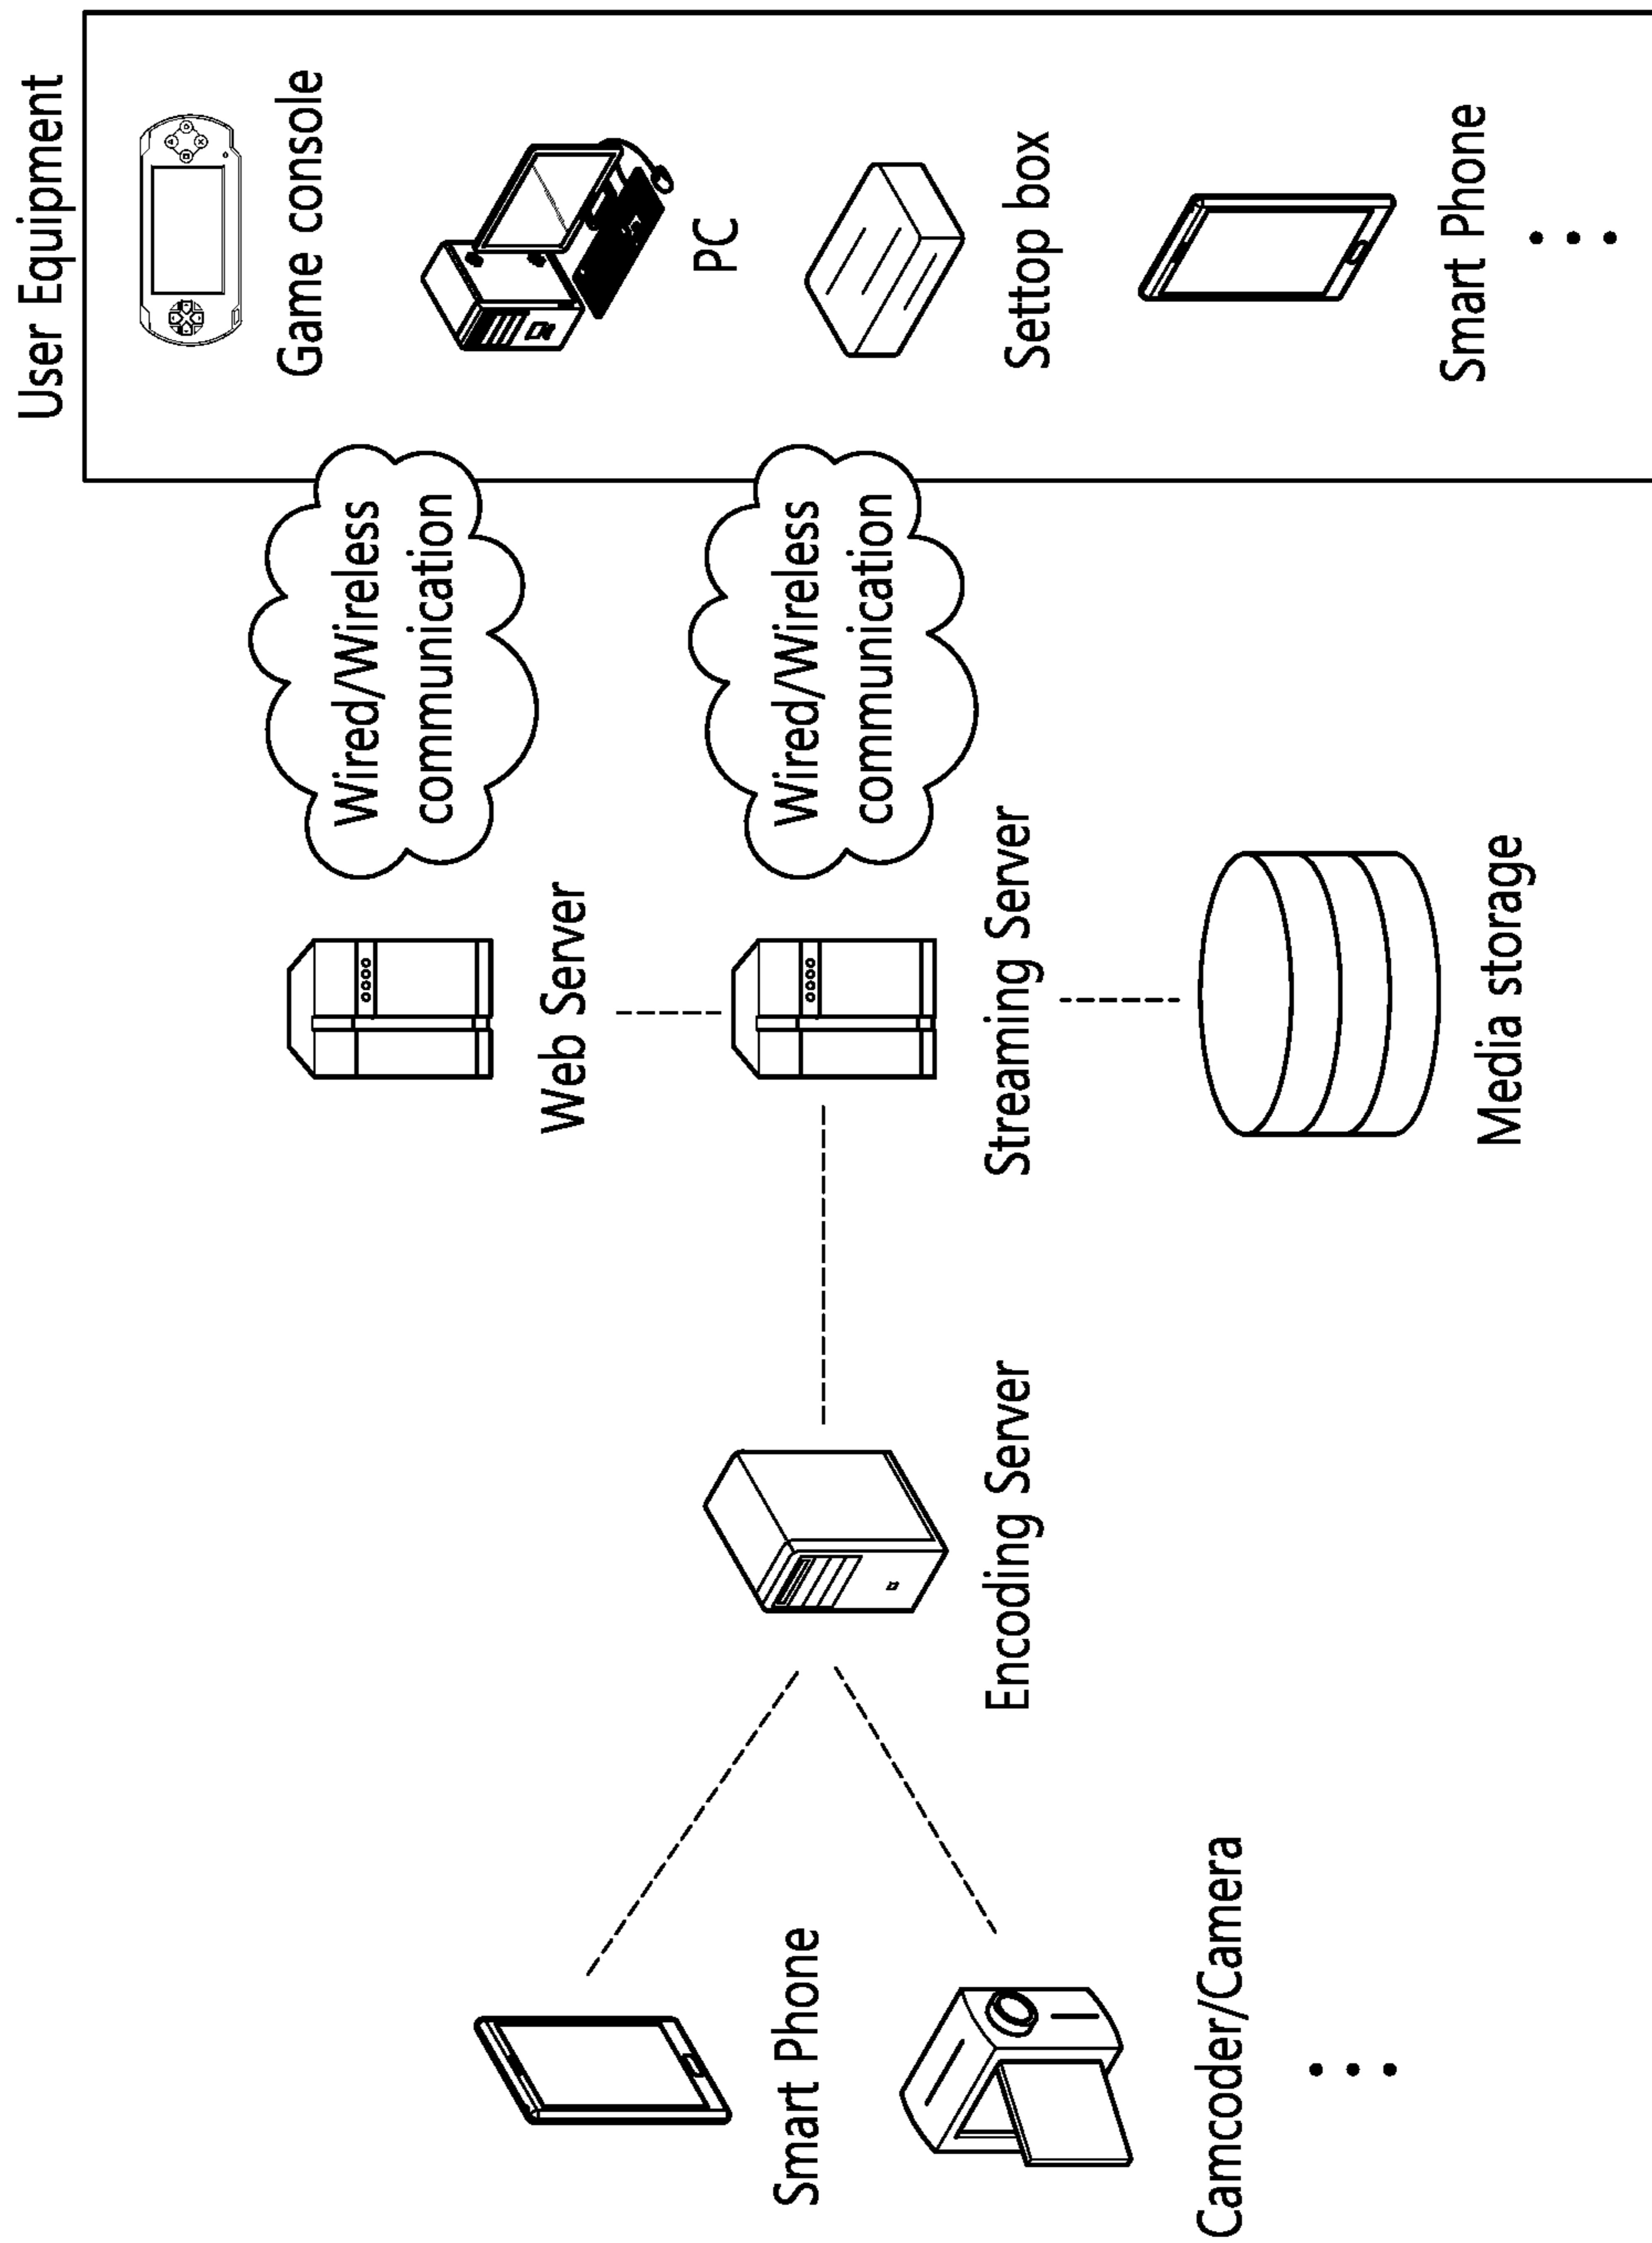 User Equipment
Game console
PC
Settop box
Smart Phone
Wired/Wireless
communication
Wired/Wireless
communication
Web Server
Streaming Server
Media storage
Encoding Server
Smart Phone
Camcoder/Camera